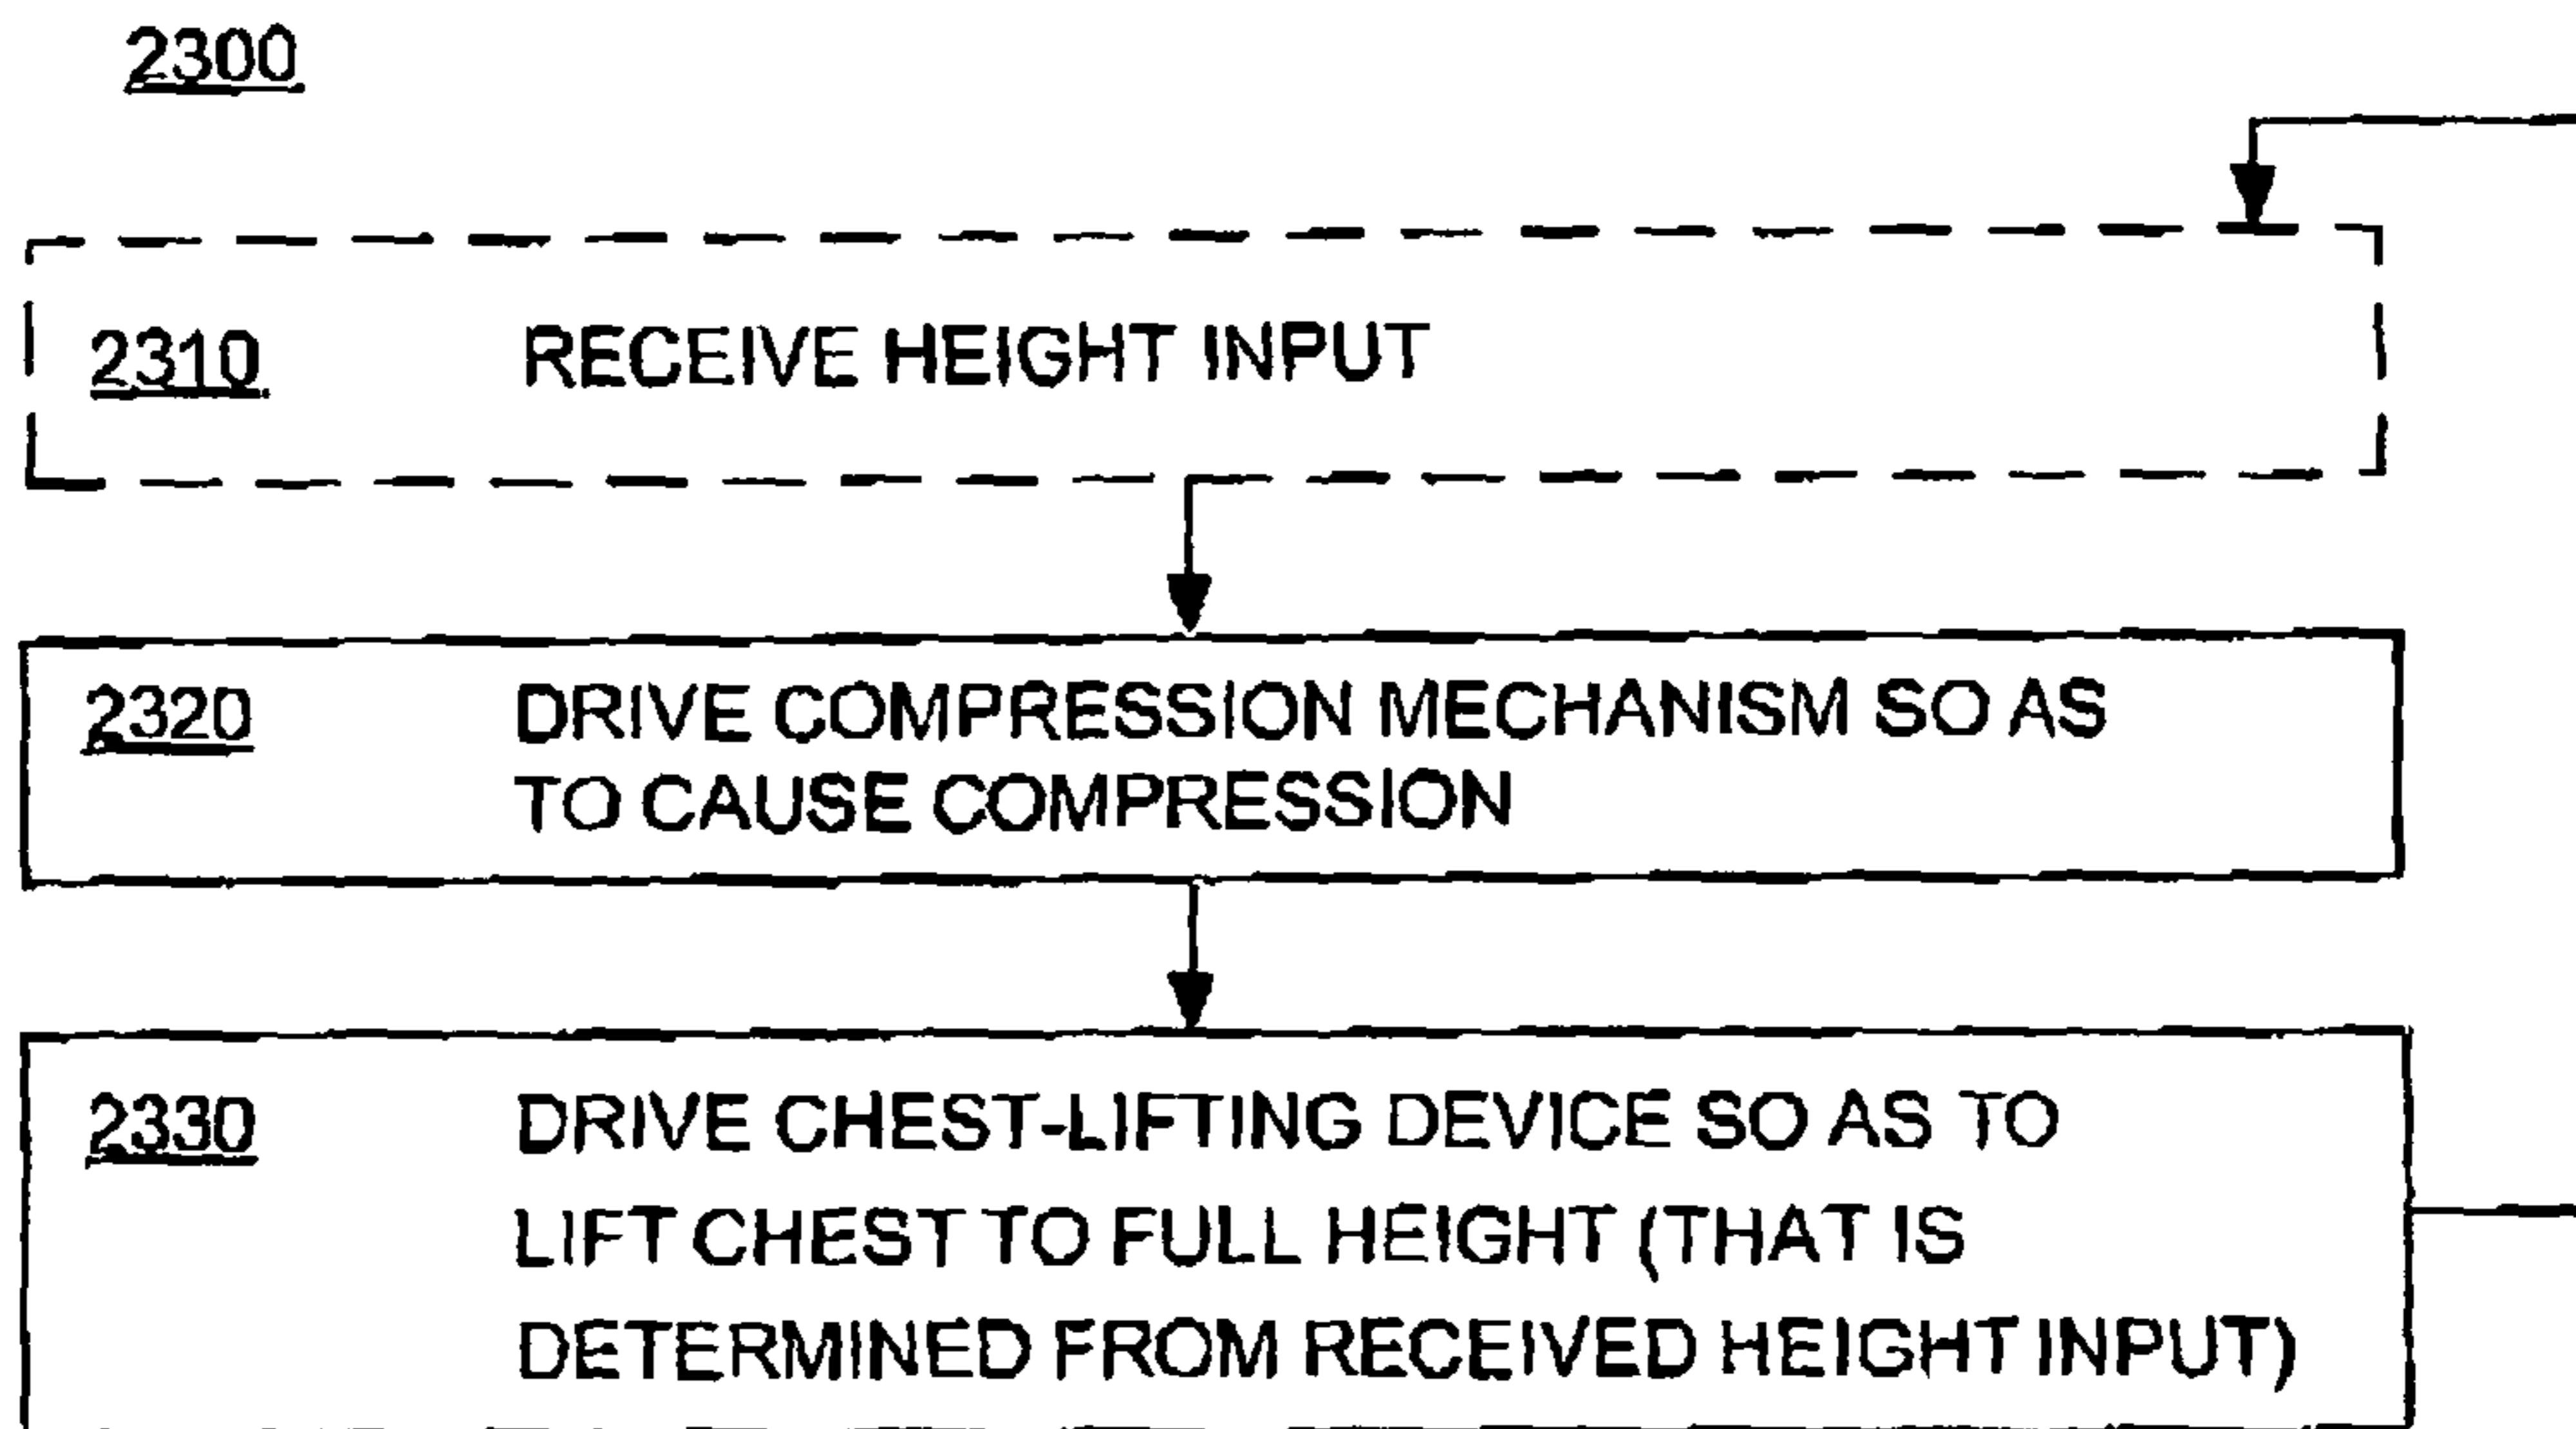 2300
2310 RECEIVE HEIGHT INPUT
2320 DRIVE COMPRESSION MECHANISM SO AS
TO CAUSE COMPRESSION
2330 DRIVE CHEST-LIFTING DEVICE SO AS TO
LIFT CHEST TO FULL HEIGHT (THAT IS
DETERMINED FROM RECEIVED HEIGHT INPUT)